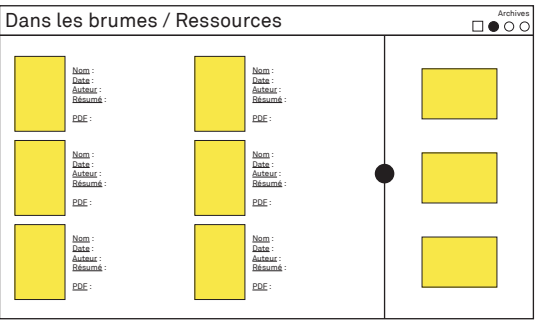 Dans les brumes / Ressources
Archives
Nom :
Date :
Auteur :
Résumé :
PDF :
Nom :
Date :
Auteur :
Résumé :
PDF :
Nom :
Date :
Auteur :
Résumé :
PDF :
Nom :
Date :
Auteur :
Résumé :
PDF :
Nom :
Date :
Auteur :
Résumé :
PDF :
Nom :
Date :
Auteur :
Résumé :
PDF :